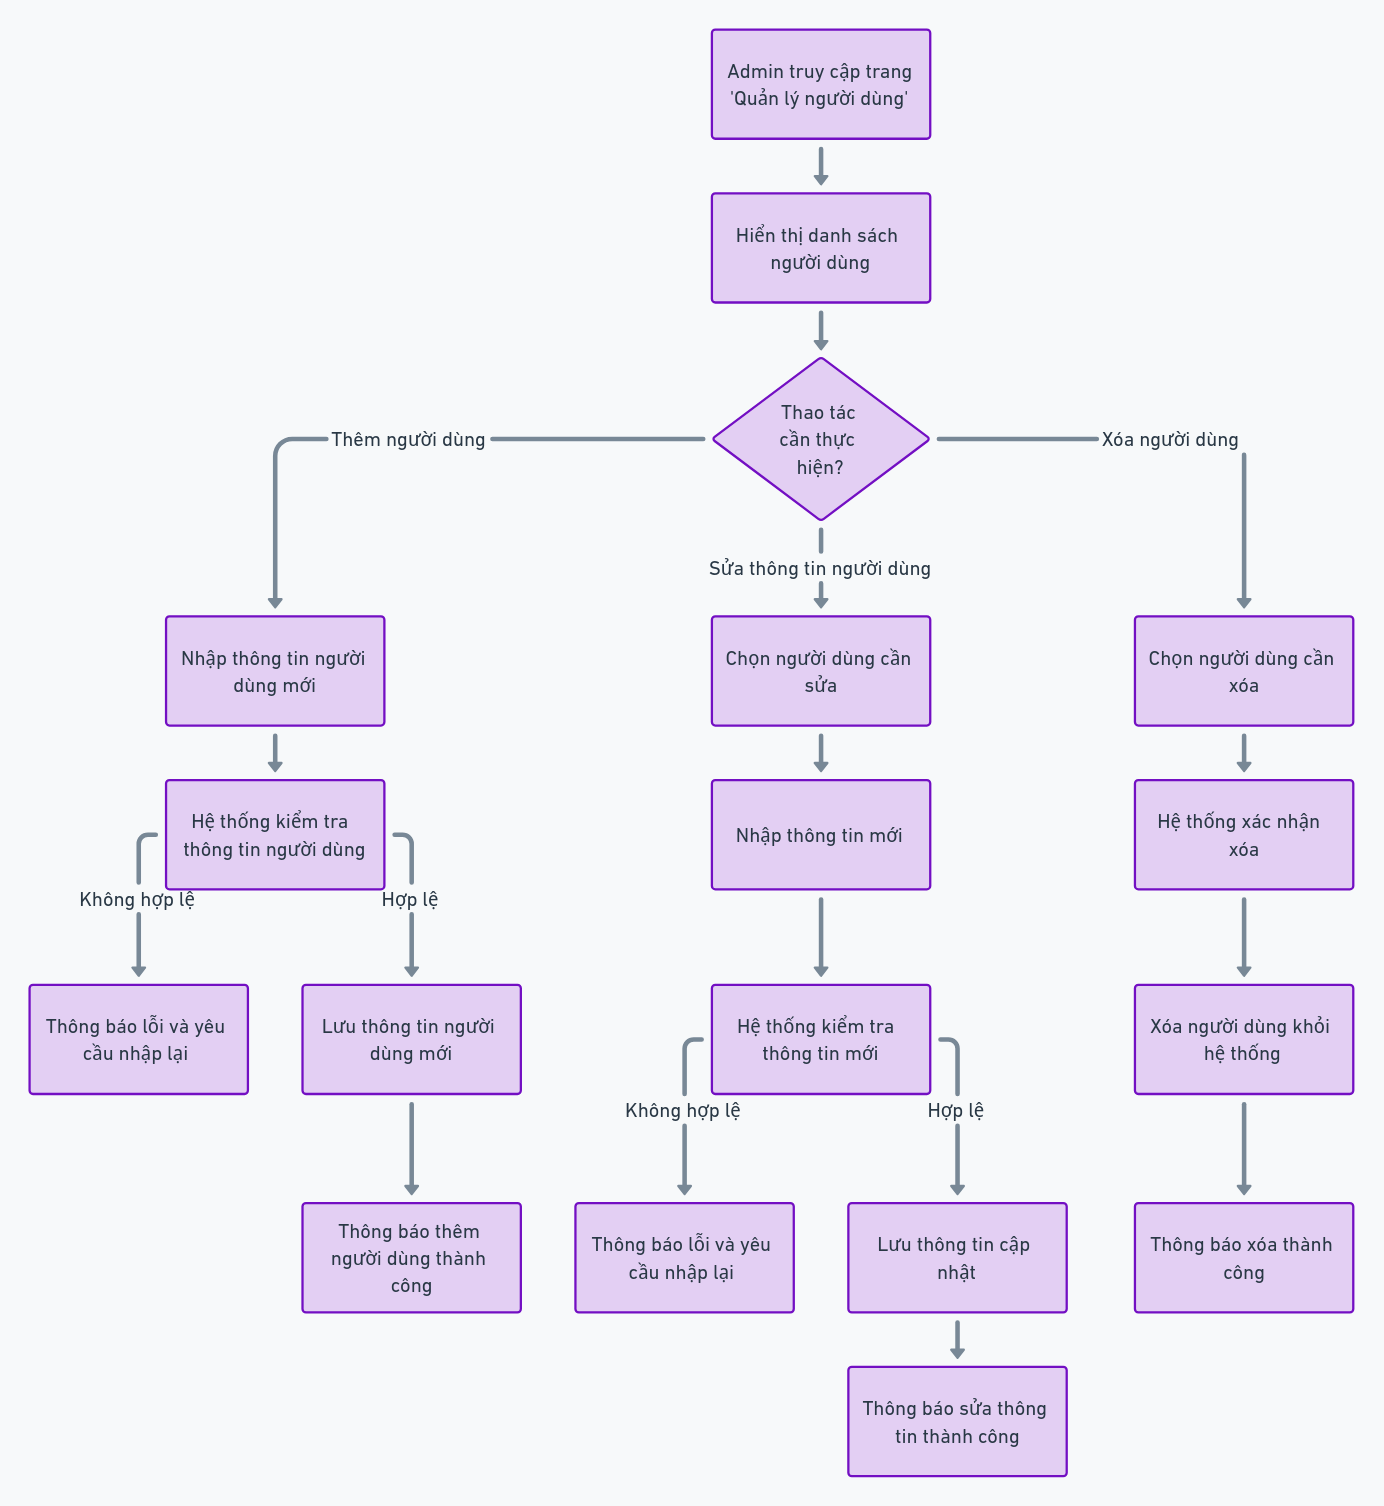 Admin truy cập trang
'Quản lý người dùng'
Hiển thị danh sách
người dùng
Thao tác
cần thực
hiện?
Thêm người dùng
Xóa người dùng
Sửa thông tin người dùng
Nhập thông tin người
dùng mới
Chọn người dùng cần
sửa
Chọn người dùng cần
xóa
Hệ thống kiểm tra
thông tin người dùng
Nhập thông tin mới
Hệ thống xác nhận
xóa
Không hợp lệ
Hợp lệ
Thông báo lỗi và yêu
cầu nhập lại
Lưu thông tin người
dùng mới
Hệ thống kiểm tra
thông tin mới
Xóa người dùng khỏi
hệ thống
Không hợp lệ
Hợp lệ
Thông báo thêm
người dùng thành
công
Thông báo lỗi và yêu
cầu nhập lại
Lưu thông tin cập
nhật
Thông báo xóa thành
công
Thông báo sửa thông
tin thành công